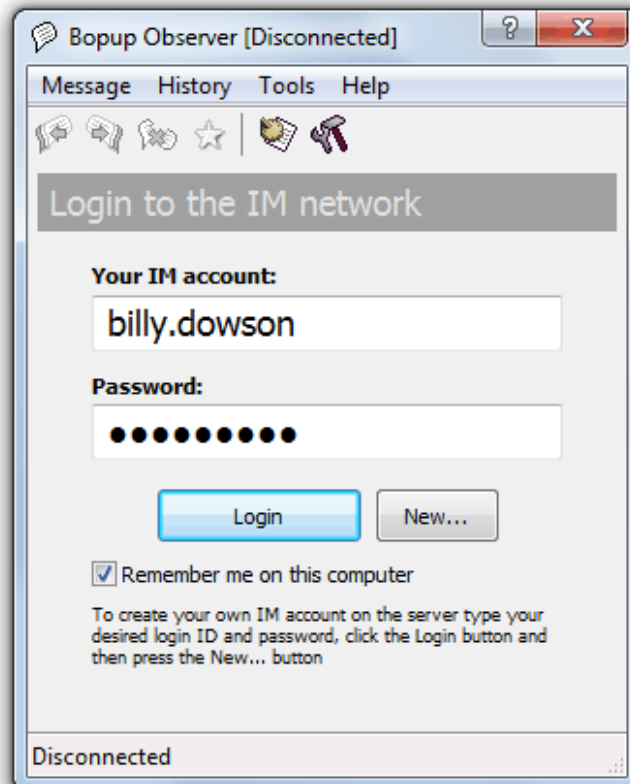 Bopup Observer [Disconnected]
Message History Tools Help
Login to the IM network
Your IM account:
billy.dowson
Password:
●●●●●●●●●
Login New...
Remember me on this computer
To create your own IM account on the server type your
desired login ID and password, click the Login button and
then press the New... button
Disconnected